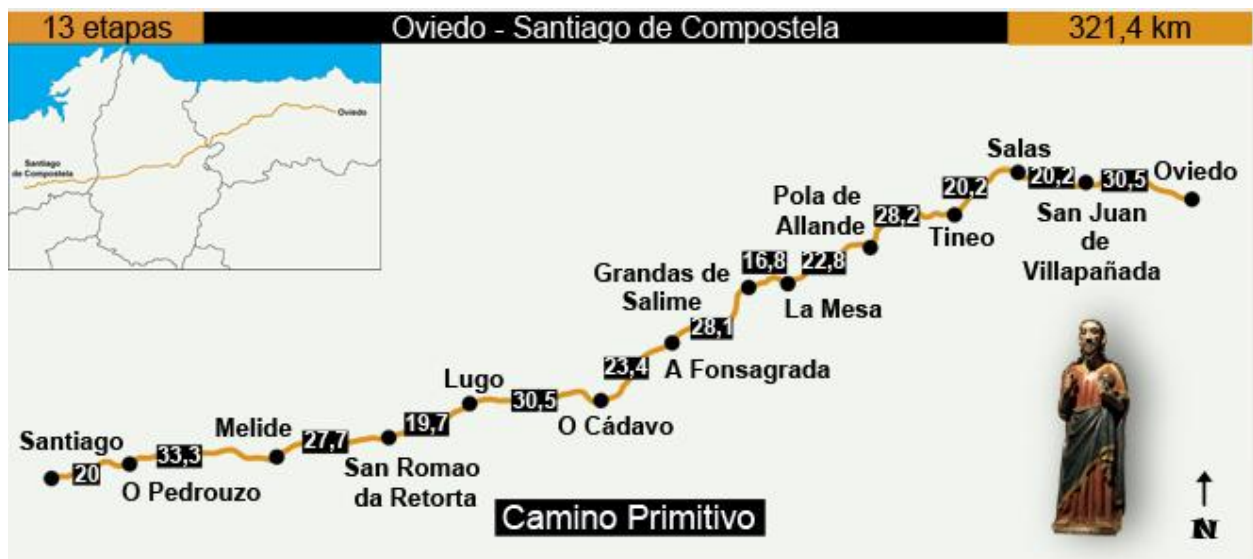 13 etapas
Oviedo - Santiago de Compostela
321,4 km
Oviedo
Santiago
de Compostela
Salas
20,2
30,5
Oviedo
San Juan
de
Villapañada
20,2
Tineo
28,2
Pola de
Allande
22,8
La Mesa
16,8
Grandas de
Salime
28,1
A Fonsagrada
23,4
O Cádavo
30,5
Lugo
19,7
San Romao
da Retorta
27,7
Melide
33,3
O Pedrouzo
20
Santiago
Camino Primitivo
N